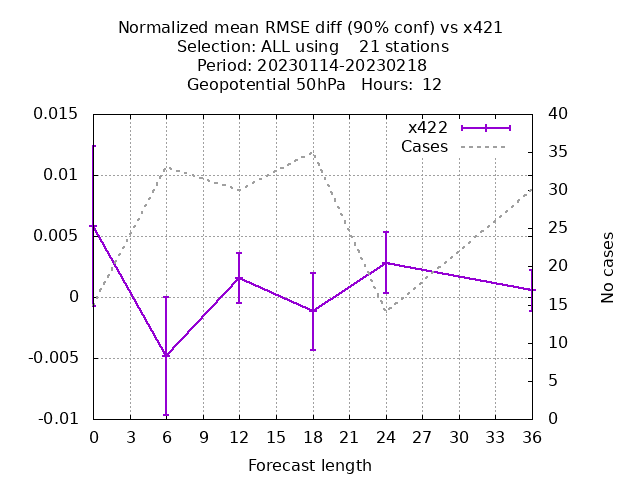 Normalized mean RMSE diff (90% conf) vs x421
Selection: ALL using    21 stations
Period: 20230114-20230218
Geopotential 50hPa   Hours:  12
x422
Cases
0.015
0.01
0.005
0
-0.005
-0.01
40
35
30
25
20
15
10
5
0
No cases
0 3 6 9 12 15 18 21 24 27 30 33 36
Forecast length